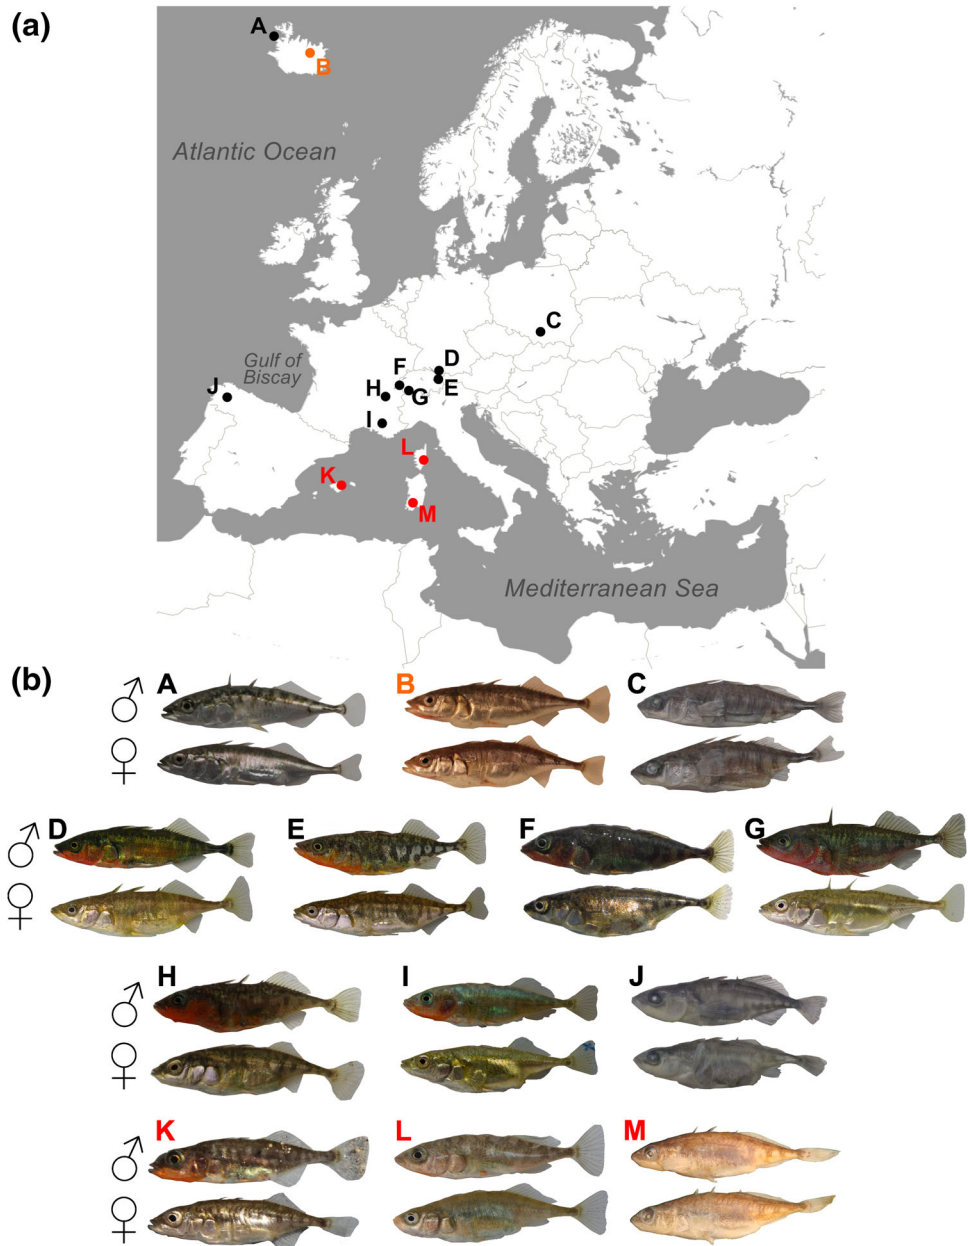 (a)
A
B
Atlantic Ocean
C
Gulf of
Biscay
D
F
E
J
H
G
I
L
K
M
Mediterranean Sea
(b)
A B C
♂
♀
D E F G
♂
♀
H I J
♂
♀
K L M
♂
♀